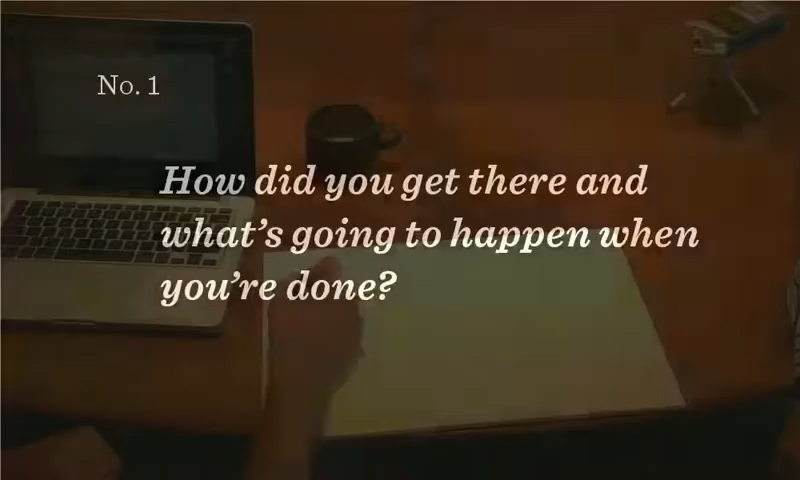 No. 1
How did you get there and
what's going to happen when
you're done?